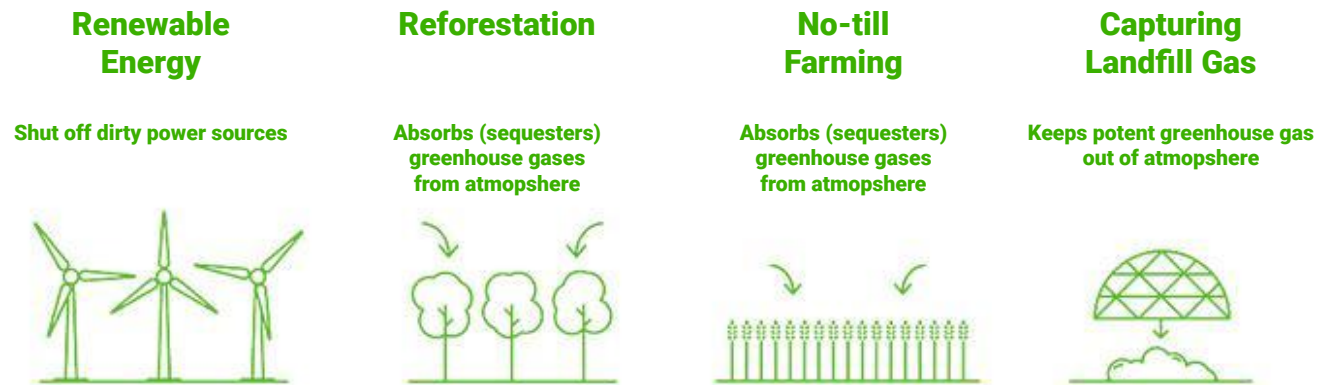 Renewable
Energy
Shut off dirty power sources
Reforestation
Absorbs (sequesters)
greenhouse gases
from atmopshere
No-till
Farming
Absorbs (sequesters)
greenhouse gases
from atmopshere
Capturing
Landfill Gas
Keeps potent greenhouse gas
out of atmopshere